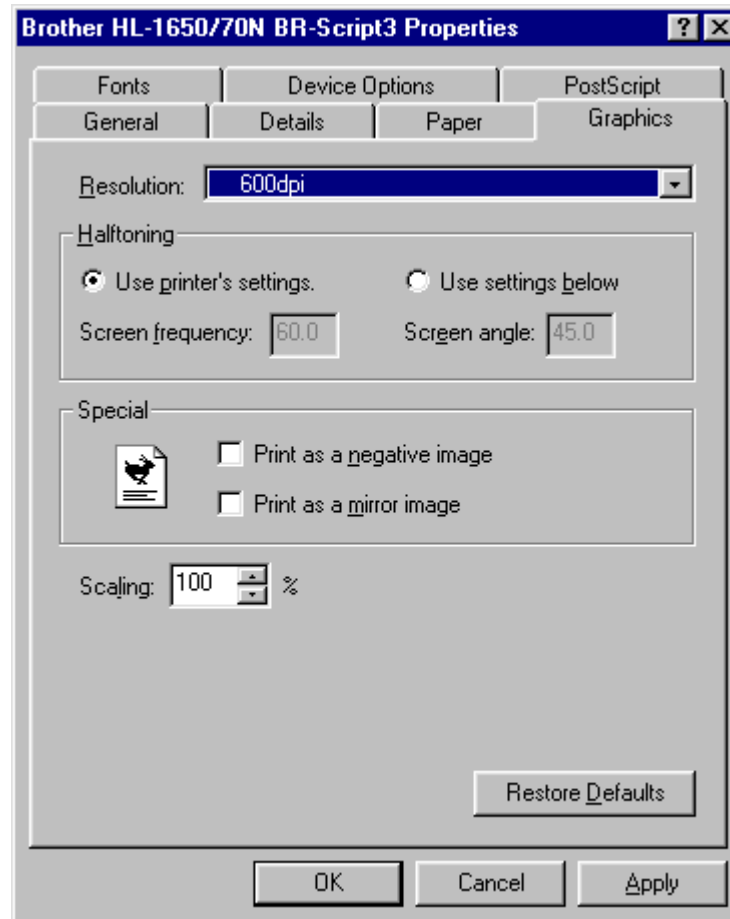 Brother HL-1650/70N BR-Script3 Properties
Fonts Device Options PostScript
General Details Paper Graphics
Resolution: 600dpi
Halftoning
Use printer's settings. Use settings below
Screen frequency: 60.0 Screen angle: 45.0
Special
Print as a negative image
Print as a mirror image
Scaling: 100 %
Restore Defaults
OK Cancel Apply